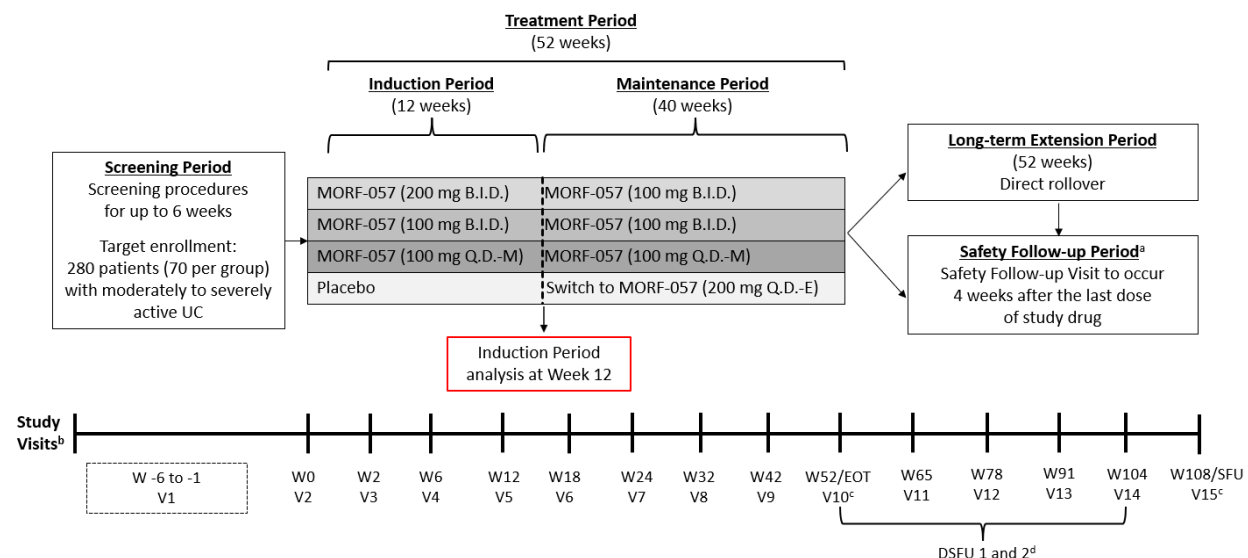 Treatment Period
(52 weeks)
Induction Period
(12 weeks)
Maintenance Period
(40 weeks)
Screening Period
Screening procedures
for up to 6 weeks
Target enrollment:
280 patients (70 per group)
with moderately to severely
active UC
MORF-057 (200 mg B.I.D.)
MORF-057 (100 mg B.I.D.)
MORF-057 (100 mg B.I.D.)
MORF-057 (100 mg B.I.D.)
MORF-057 (100 mg Q.D.-M)
MORF-057 (100 mg Q.D.-M)
Placebo
Switch to MORF-057 (200 mg Q.D.-E)
Long-term Extension Period
(52 weeks)
Direct rollover
Safety Follow-up Periodᵃ
Safety Follow-up Visit to occur
4 weeks after the last dose
of study drug
Induction Period
analysis at Week 12
Study
Visitsᵇ
W -6 to -1
V1
W0
V2
W2
V3
W6
V4
W12
V5
W18
V6
W24
V7
W32
V8
W42
V9
W52/EOT
V10ᶜ
W65
V11
W78
V12
W91
V13
W104
V14
W108/SFU
V15ᶜ
DSFU 1 and 2ᵈ